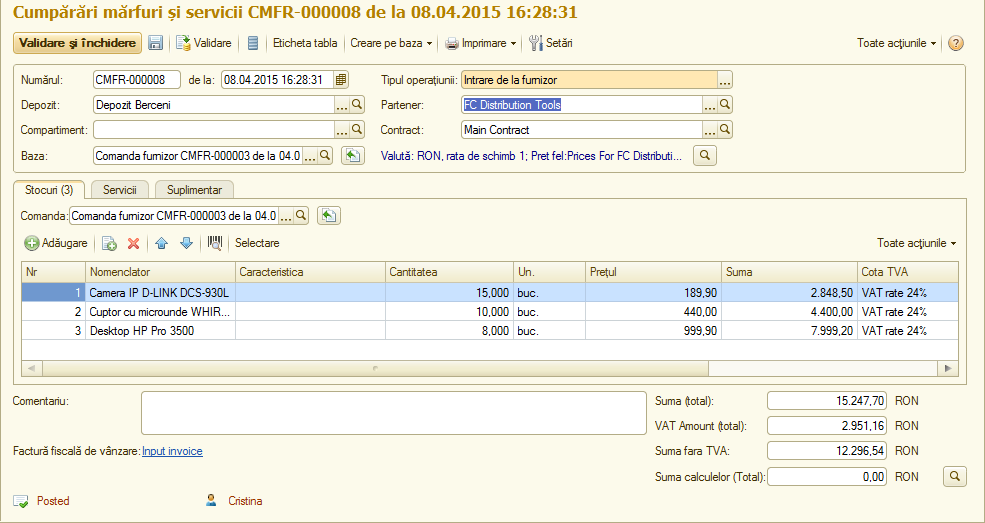 Cumpărări mărfuri și servicii CMFR-000008 de la 08.04.2015 16:28:31
Validare şi închidere Validare Eticheta tabla Creare pe baza Imprimare Setări Toate acţiunile ?
Numărul: CMFR-000008 de la: 08.04.2015 16:28:31 Tipul operaţiunii: Intrare de la furnizor ...
Depozit: Depozit Berceni ... Partener: FC Distribution Tools ...
Compartiment: ... Contract: Main Contract ...
Baza: Comanda furnizor CMFR-000003 de la 04.0 ... Valută: RON, rata de schimb 1; Pret fel:Prices For FC Distributi...
Stocuri (3) Servicii Suplimentar
Comanda: Comanda furnizor CMFR-000003 de la 04.0 ...
Adăugare Selectare Toate acţiunile
Nr Nomenclator Caracteristica Cantitatea Un. Preţul Suma Cota TVA
1 Camera IP D-LINK DCS-930L 15,000 buc. 189,90 2.848,50 VAT rate 24%
2 Cuptor cu microunde WHIR... 10,000 buc. 440,00 4.400,00 VAT rate 24%
3 Desktop HP Pro 3500 8,000 buc. 999,90 7.999,20 VAT rate 24%
Comentariu: Suma (total): 15.247,70 RON
VAT Amount (total): 2.951,16 RON
Factură fiscală de vânzare: Input invoice Suma fara TVA: 12.296,54 RON
Suma calculelor (Total): 0,00 RON
Posted Cristina